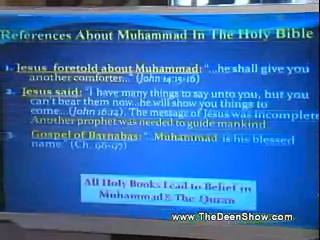 References About Muhammad In The Holy Bible
1. Jesus foretold about Muhammad: "...he shall give you
another comforter..." (John 14:15-16)
2. Jesus said: "I have many things to say unto you, but you
can't bear them now...he will show you things to
come...(John 16:24). The message of Jesus was incomplete
Another prophet was needed to guide mankind
3. Gospel of Barnabas: " Muhammad is his blessed
name" (Ch. 96-97)
All Holy Books Lead to Belief in
Muhammad & The Quran
www.TheDeenShow.com